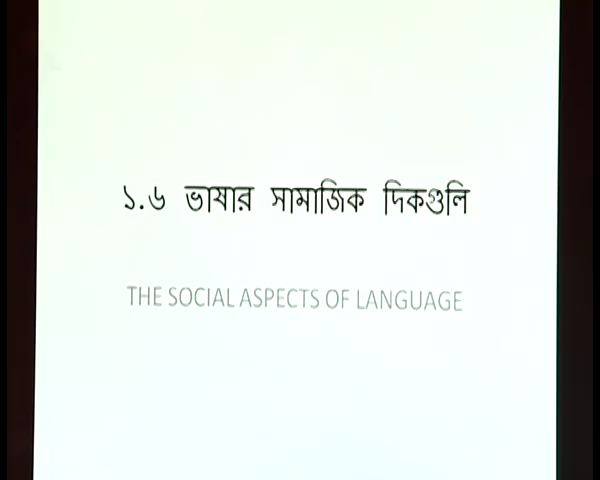 ১.৬ ভাষার সামাজিক দিকগুলি
THE SOCIAL ASPECTS OF LANGUAGE